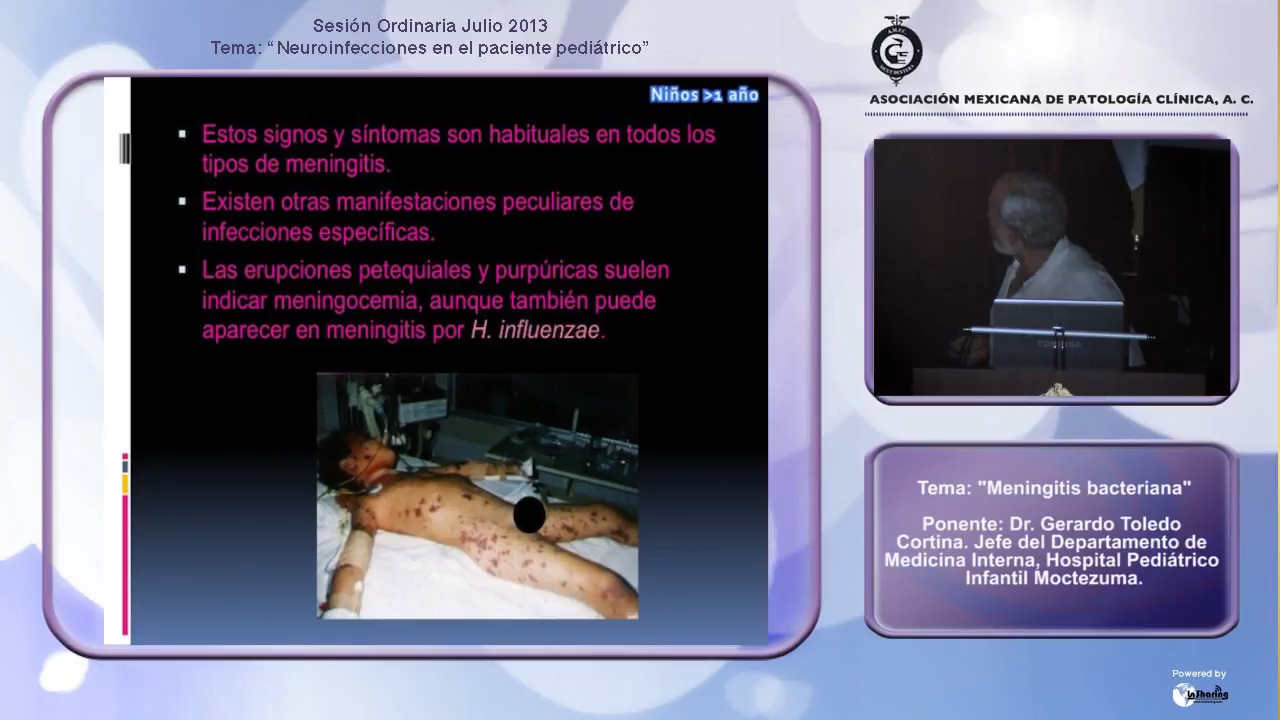 Sesión Ordinaria Julio 2013
Tema: “Neuroinfecciones en el paciente pediátrico”
Niños >1 año
Estos signos y síntomas son habituales en todos los
tipos de meningitis.
Existen otras manifestaciones peculiares de
infecciones específicas.
Las erupciones petequiales y purpúricas suelen
indicar meningocemia, aunque también puede
aparecer en meningitis por H. influenzae.
ASOCIACIÓN MEXICANA DE PATOLOGÍA CLÍNICA, A. C.
TOSHIBA
Tema: "Meningitis bacteriana"
Ponente: Dr. Gerardo Toledo
Cortina. Jefe del Departamento de
Medicina Interna, Hospital Pediátrico
Infantil Moctezuma.
Powered by
InSharing